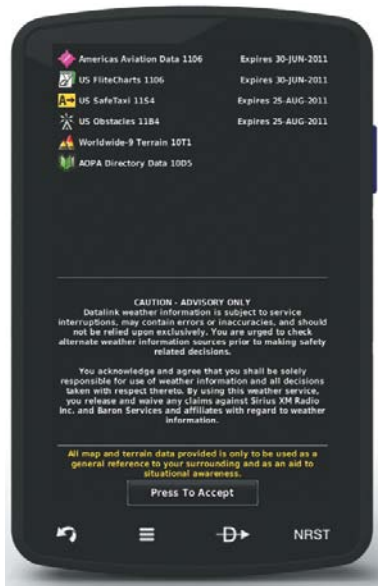 Americas Aviation Data 1106 Expires 30-JUN-2011
US FliteCharts 1106 Expires 30-JUN-2011
A→ US SafeTaxi 11S4 Expires 25-AUG-2011
US Obstacles 11B4 Expires 25-AUG-2011
Worldwide-9 Terrain 10T1
AOPA Directory Data 10D5
CAUTION - ADVISORY ONLY
Datalink weather information is subject to service
interruptions, may contain errors or inaccuracies, and should
not be relied upon exclusively. You are urged to check
alternate weather information sources prior to making safety
related decisions.
You acknowledge and agree that you shall be solely
responsible for use of weather information and all decisions
taken with respect thereto. By using this weather service,
you release and waive any claims against Sirius XM Radio
Inc. and Baron Services and affiliates with regard to weather
information.
All map and terrain data provided is only to be used as a
general reference to your surrounding and as an aid to
situational awareness.
Press To Accept
D NRST